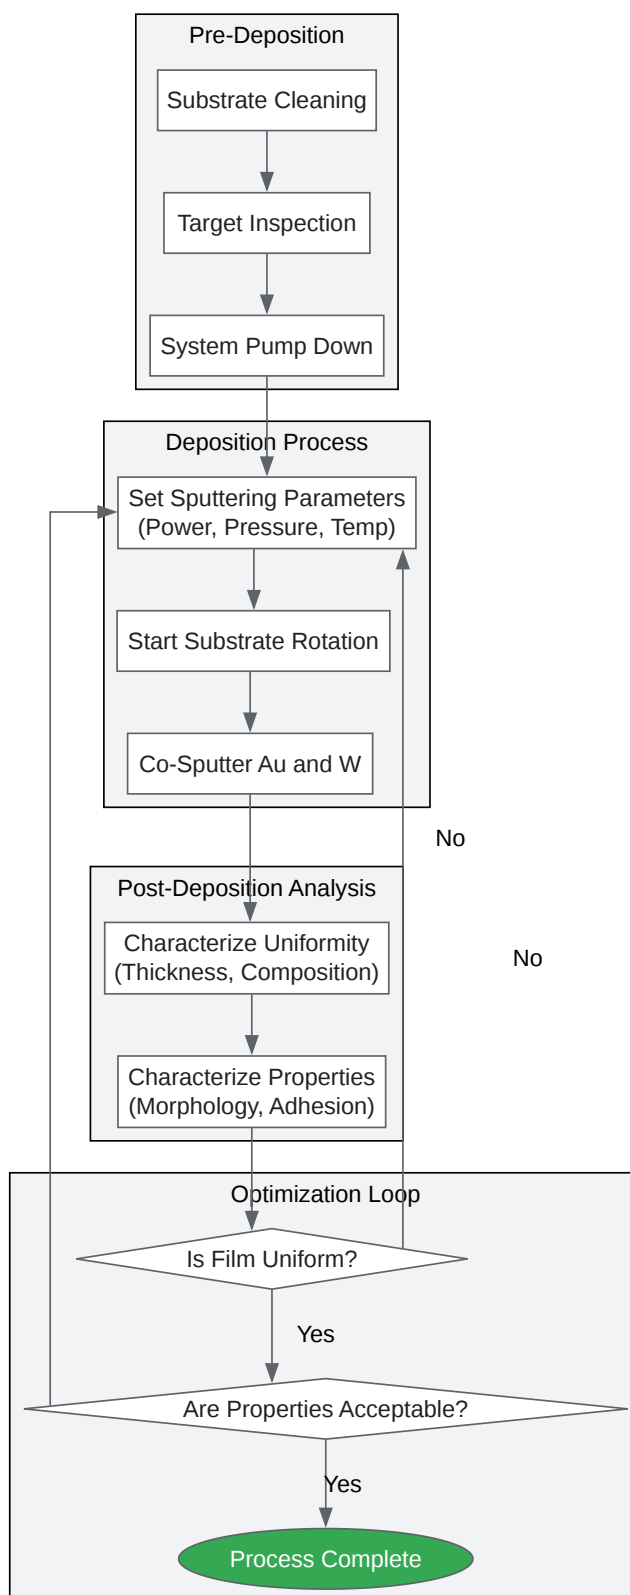 Pre-Deposition
Substrate Cleaning
Target Inspection
System Pump Down
Deposition Process
Set Sputtering Parameters
(Power, Pressure, Temp)
Start Substrate Rotation
Co-Sputter Au and W
No
Post-Deposition Analysis
Characterize Uniformity
(Thickness, Composition)
No
Characterize Properties
(Morphology, Adhesion)
Optimization Loop
Is Film Uniform?
Yes
Are Properties Acceptable?
Yes
Process Complete